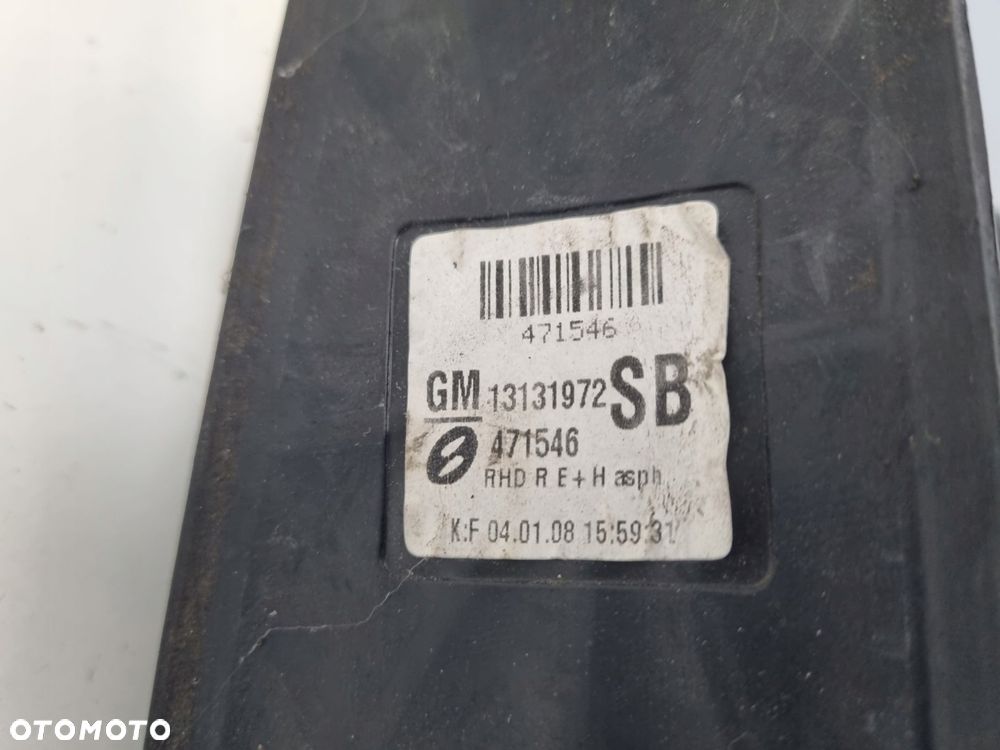 471546
GM 13131972 SB
471546
RHD R E+H asph
K:F 04.01.08 15:59:31
OTOMOTO